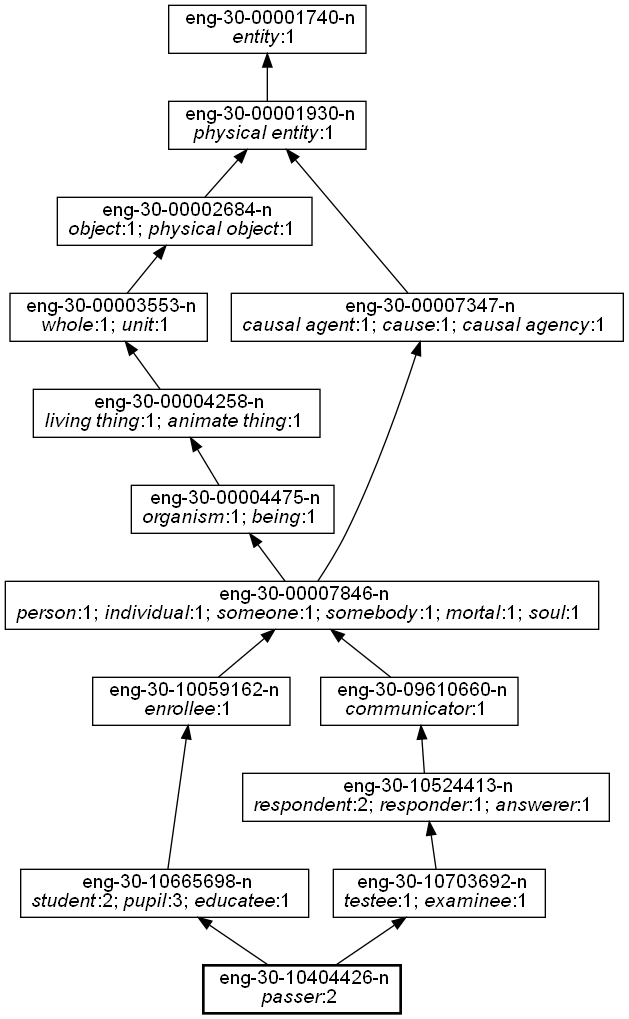 eng-30-00001740-n
entity:1
eng-30-00001930-n
physical entity:1
eng-30-00002684-n
object:1; physical object:1
eng-30-00003553-n
whole:1; unit:1
eng-30-00007347-n
causal agent:1; cause:1; causal agency:1
eng-30-00004258-n
living thing:1; animate thing:1
eng-30-00004475-n
organism:1; being:1
eng-30-00007846-n
person:1; individual:1; someone:1; somebody:1; mortal:1; soul:1
eng-30-10059162-n
enrollee:1
eng-30-09610660-n
communicator:1
eng-30-10524413-n
respondent:2; responder:1; answerer:1
eng-30-10665698-n
student:2; pupil:3; educatee:1
eng-30-10703692-n
testee:1; examinee:1
eng-30-10404426-n
passer:2